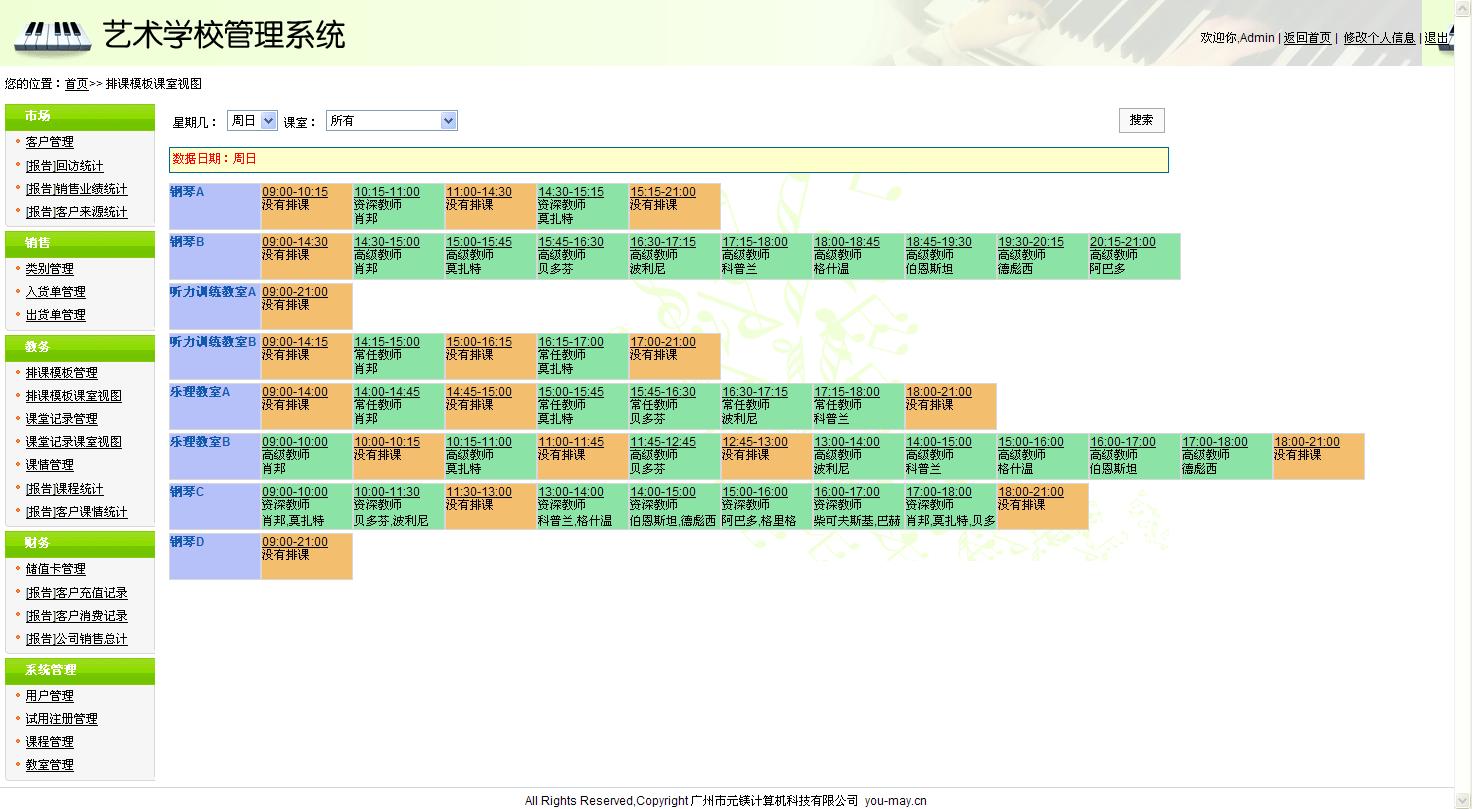 艺术学校管理系统
欢迎你,Admin | 返回首页 | 修改个人信息 | 退出
您的位置：首页>> 排课模板课室视图
市场
客户管理
[报告]回访统计
[报告]销售业绩统计
[报告]客户来源统计
销售
类别管理
入货单管理
出货单管理
教务
排课模板管理
排课模板课室视图
课堂记录管理
课堂记录课室视图
课情管理
[报告]课程统计
[报告]客户课情统计
财务
储值卡管理
[报告]客户充值记录
[报告]客户消费记录
[报告]公司销售总计
系统管理
用户管理
试用注册管理
课程管理
教室管理
星期几： 周日 课室： 所有 搜索
数据日期：周日
钢琴A 09:00-10:15 10:15-11:00 11:00-14:30 14:30-15:15 15:15-21:00
没有排课 资深教师 没有排课 资深教师 没有排课
肖邦 莫扎特
钢琴B 09:00-14:30 14:30-15:00 15:00-15:45 15:45-16:30 16:30-17:15 17:15-18:00 18:00-18:45 18:45-19:30 19:30-20:15 20:15-21:00
没有排课 高级教师 高级教师 高级教师 高级教师 高级教师 高级教师 高级教师 高级教师 高级教师
肖邦 莫扎特 贝多芬 波利尼 科普兰 格什温 伯恩斯坦 德彪西 阿巴多
听力训练教室A 09:00-21:00
没有排课
听力训练教室B 09:00-14:15 14:15-15:00 15:00-16:15 16:15-17:00 17:00-21:00
没有排课 常任教师 没有排课 常任教师 没有排课
肖邦 莫扎特
乐理教室A 09:00-14:00 14:00-14:45 14:45-15:00 15:00-15:45 15:45-16:30 16:30-17:15 17:15-18:00 18:00-21:00
没有排课 常任教师 没有排课 常任教师 常任教师 常任教师 常任教师 没有排课
肖邦 莫扎特 贝多芬 波利尼 科普兰
乐理教室B 09:00-10:00 10:00-10:15 10:15-11:00 11:00-11:45 11:45-12:45 12:45-13:00 13:00-14:00 14:00-15:00 15:00-16:00 16:00-17:00 17:00-18:00 18:00-21:00
高级教师 没有排课 高级教师 没有排课 高级教师 没有排课 高级教师 高级教师 高级教师 高级教师 高级教师 没有排课
肖邦 莫扎特 贝多芬 波利尼 科普兰 格什温 伯恩斯坦 德彪西
钢琴C 09:00-10:00 10:00-11:30 11:30-13:00 13:00-14:00 14:00-15:00 15:00-16:00 16:00-17:00 17:00-18:00 18:00-21:00
资深教师 资深教师 没有排课 资深教师 资深教师 资深教师 资深教师 资深教师 没有排课
肖邦,莫扎特 贝多芬,波利尼 科普兰,格什温 伯恩斯坦,德彪西 阿巴多,格里格 柴可夫斯基,巴赫 肖邦,莫扎特,贝多
钢琴D 09:00-21:00
没有排课
All Rights Reserved,Copyright 广州市元镁计算机科技有限公司 you-may.cn